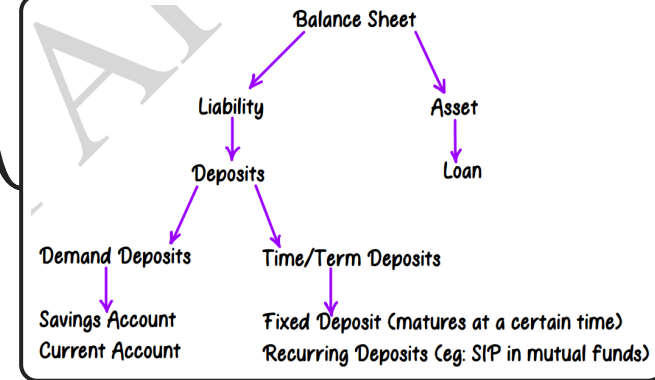 Balance Sheet
Liability Asset
Deposits Loan
Demand Deposits Time/Term Deposits
Savings Account Fixed Deposit (matures at a certain time)
Current Account Recurring Deposits (eg: SIP in mutual funds)